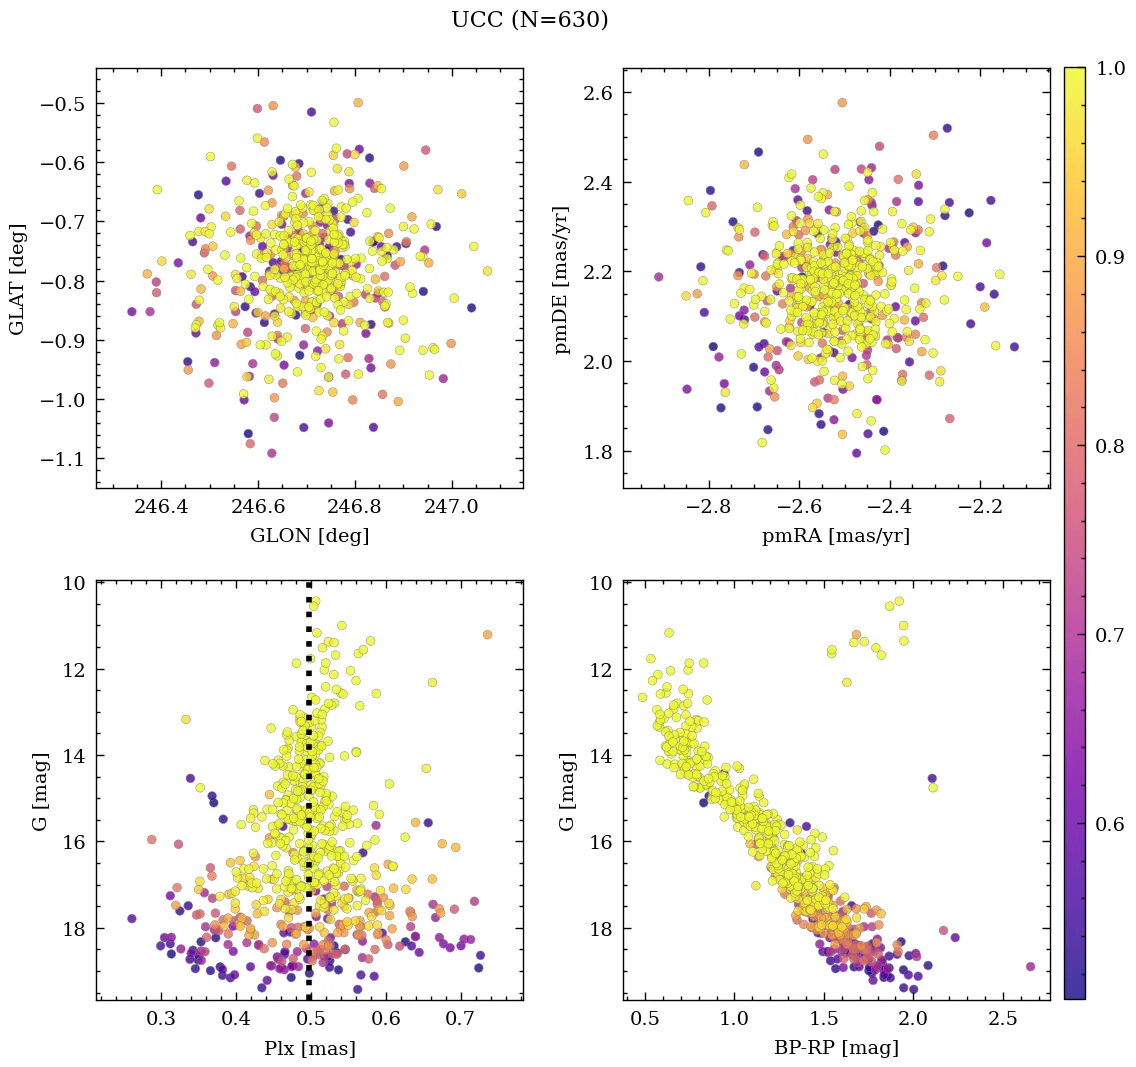 UCC (N=630)
−0.5
−0.6
−0.7
−0.8
−0.9
−1.0
−1.1
GLAT [deg]
246.4 246.6 246.8 247.0
GLON [deg]
2.6
2.4
2.2
2.0
1.8
pmDE [mas/yr]
−2.8 −2.6 −2.4 −2.2
pmRA [mas/yr]
1.0
0.9
0.8
0.7
0.6
10
12
14
16
18
G [mag]
0.3 0.4 0.5 0.6 0.7
Plx [mas]
10
12
14
16
18
G [mag]
0.5 1.0 1.5 2.0 2.5
BP-RP [mag]